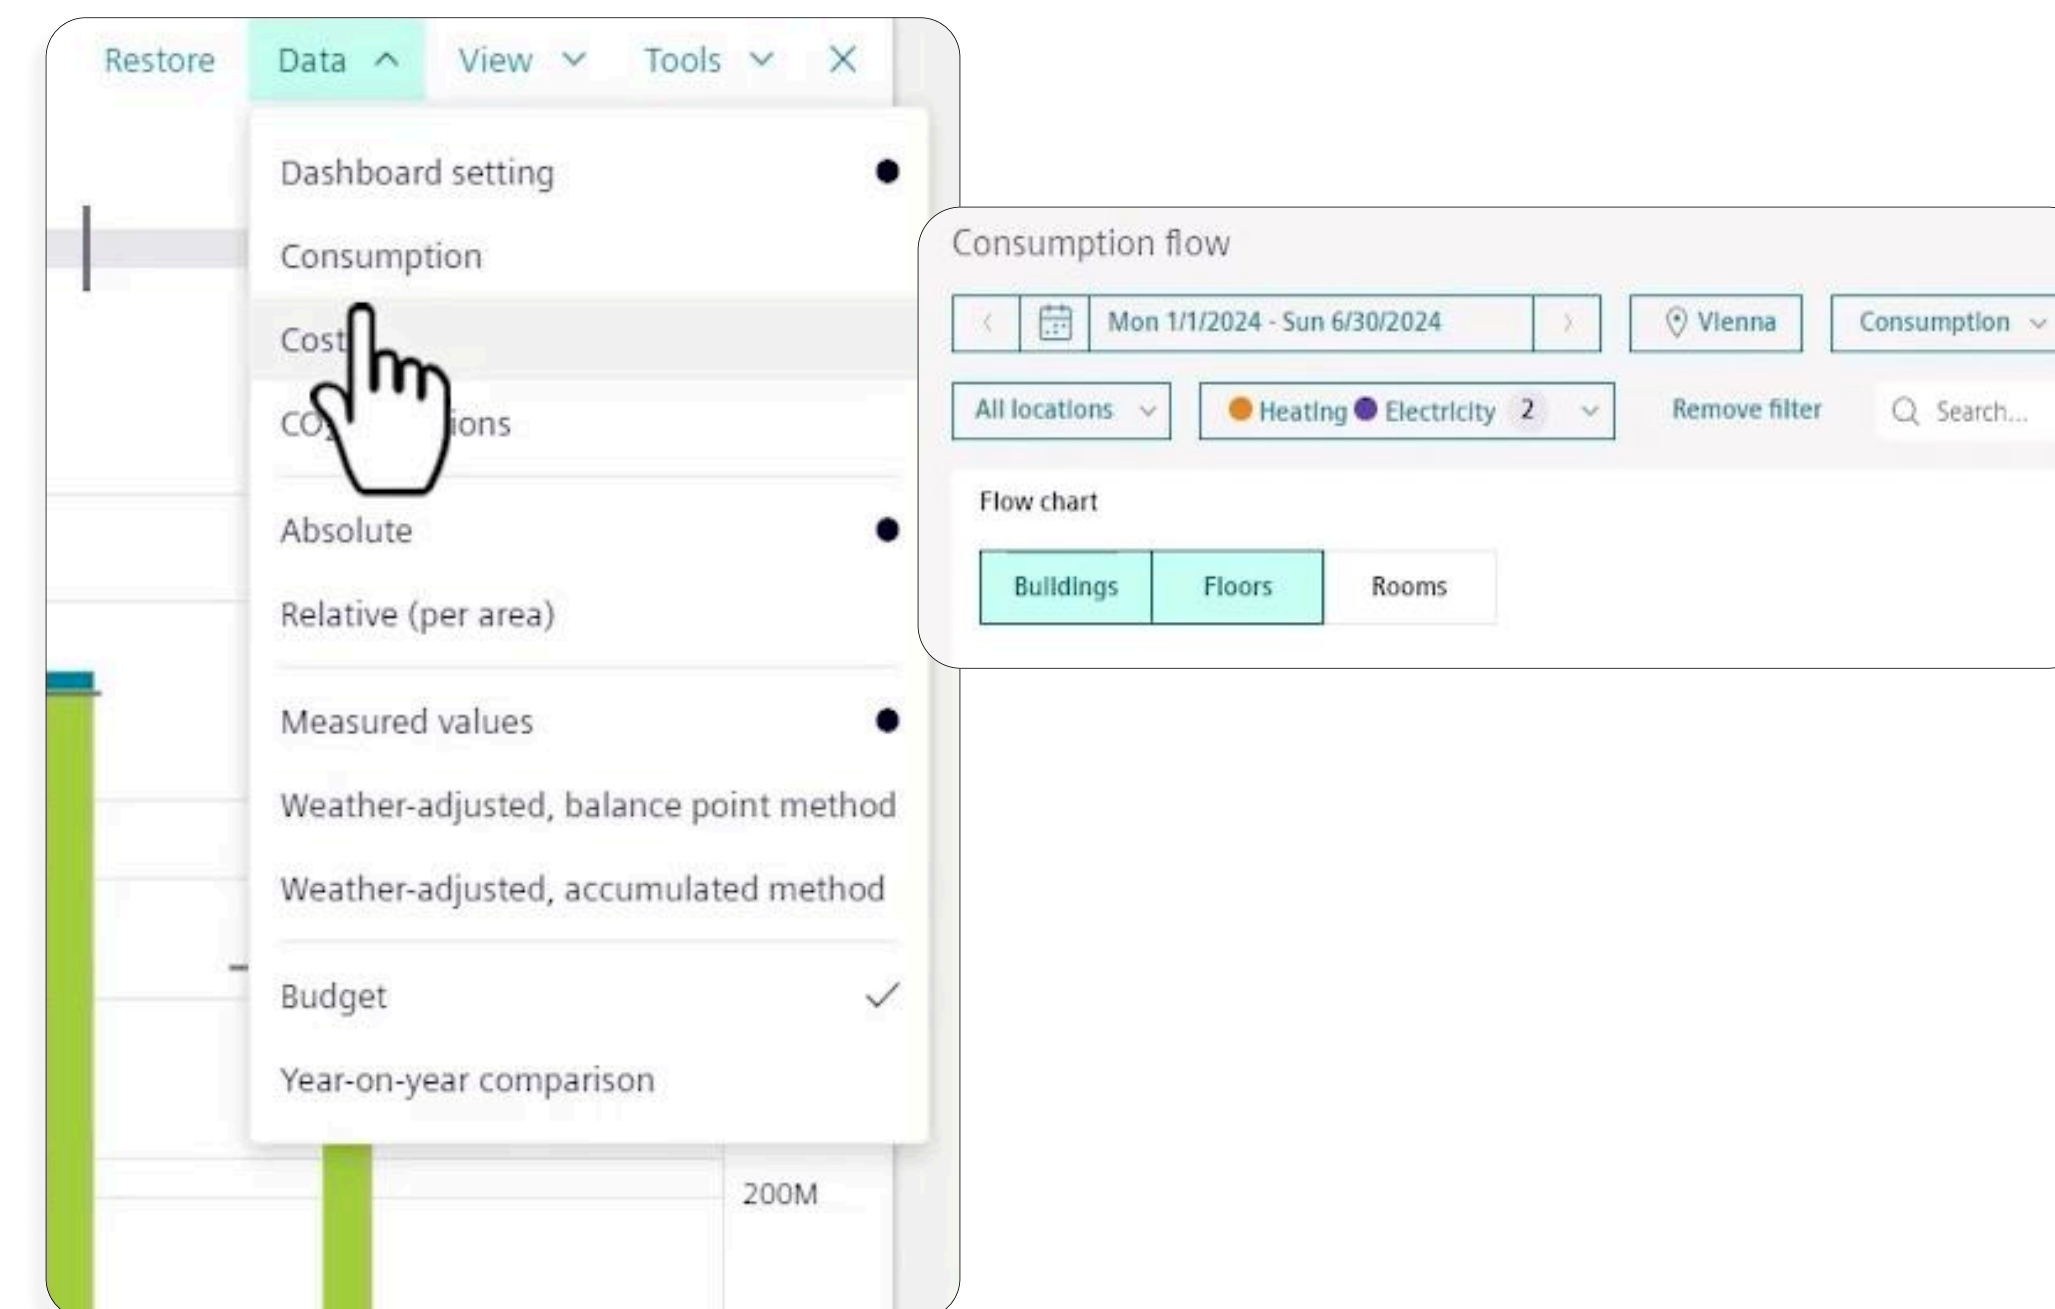 Restore Data View Tools
Dashboard setting
Consumption
Cost
CO₂ ions
Absolute
Relative (per area)
Measured values
Weather-adjusted, balance point method
Weather-adjusted, accumulated method
Budget
Year-on-year comparison
200M
Consumption flow
Mon 1/1/2024 - Sun 6/30/2024 Vienna Consumption
All locations Heating Electricity 2 Remove filter Search...
Flow chart
Buildings Floors Rooms